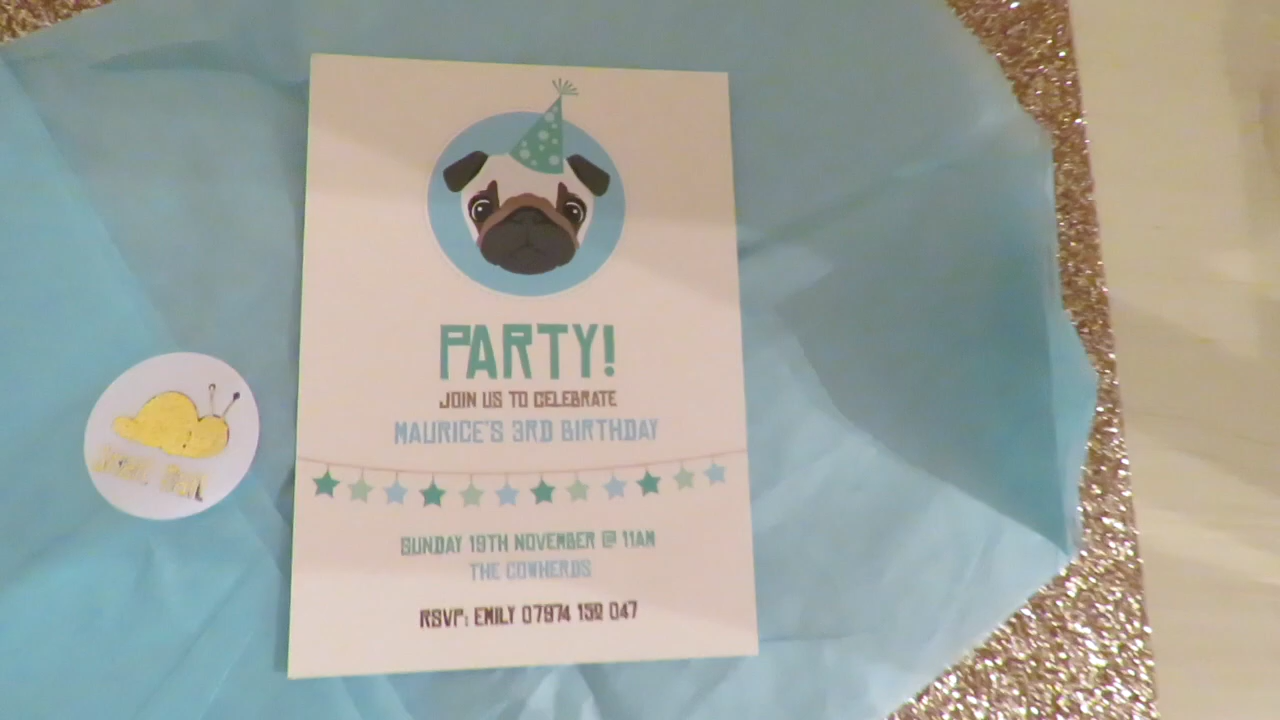 PARTY!
JOIN US TO CELEBRATE
MAURICE'S 3RD BIRTHDAY
SUNDAY 19TH NOVEMBER @ 11AM
THE COWHERDS
RSVP: EMILY 07974 150 047